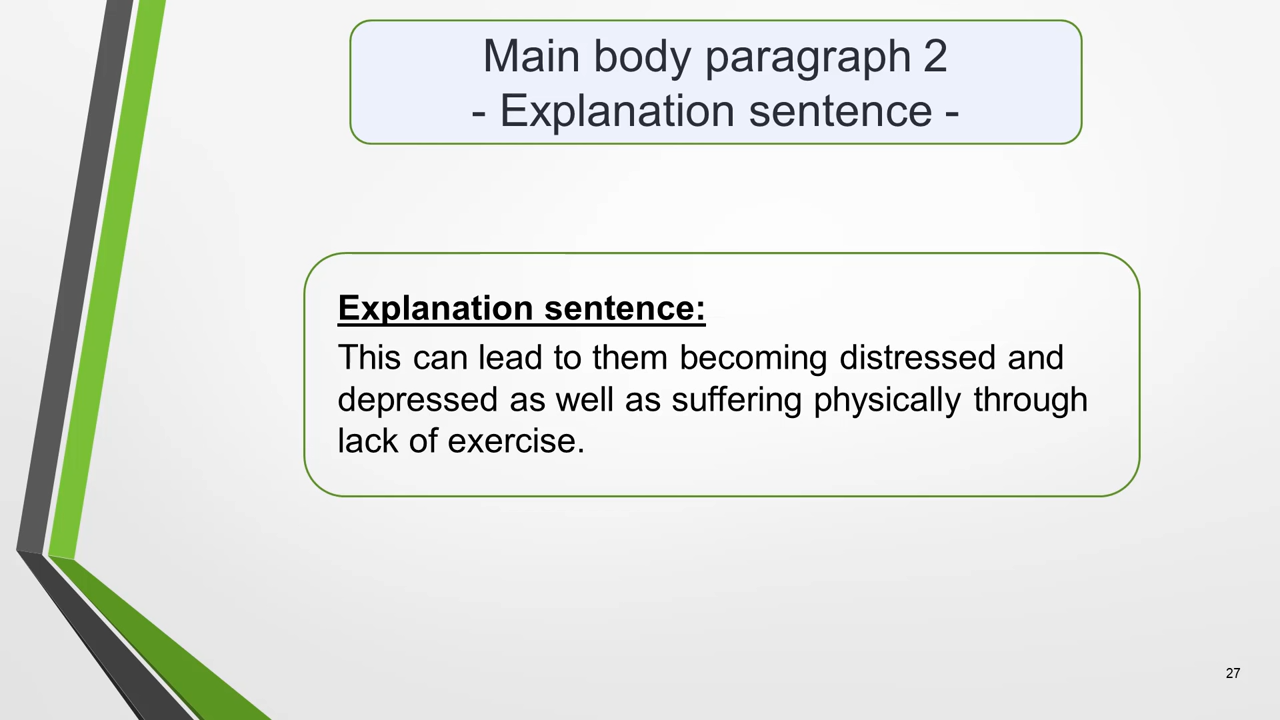 Main body paragraph 2
- Explanation sentence -
Explanation sentence:
This can lead to them becoming distressed and
depressed as well as suffering physically through
lack of exercise.
27